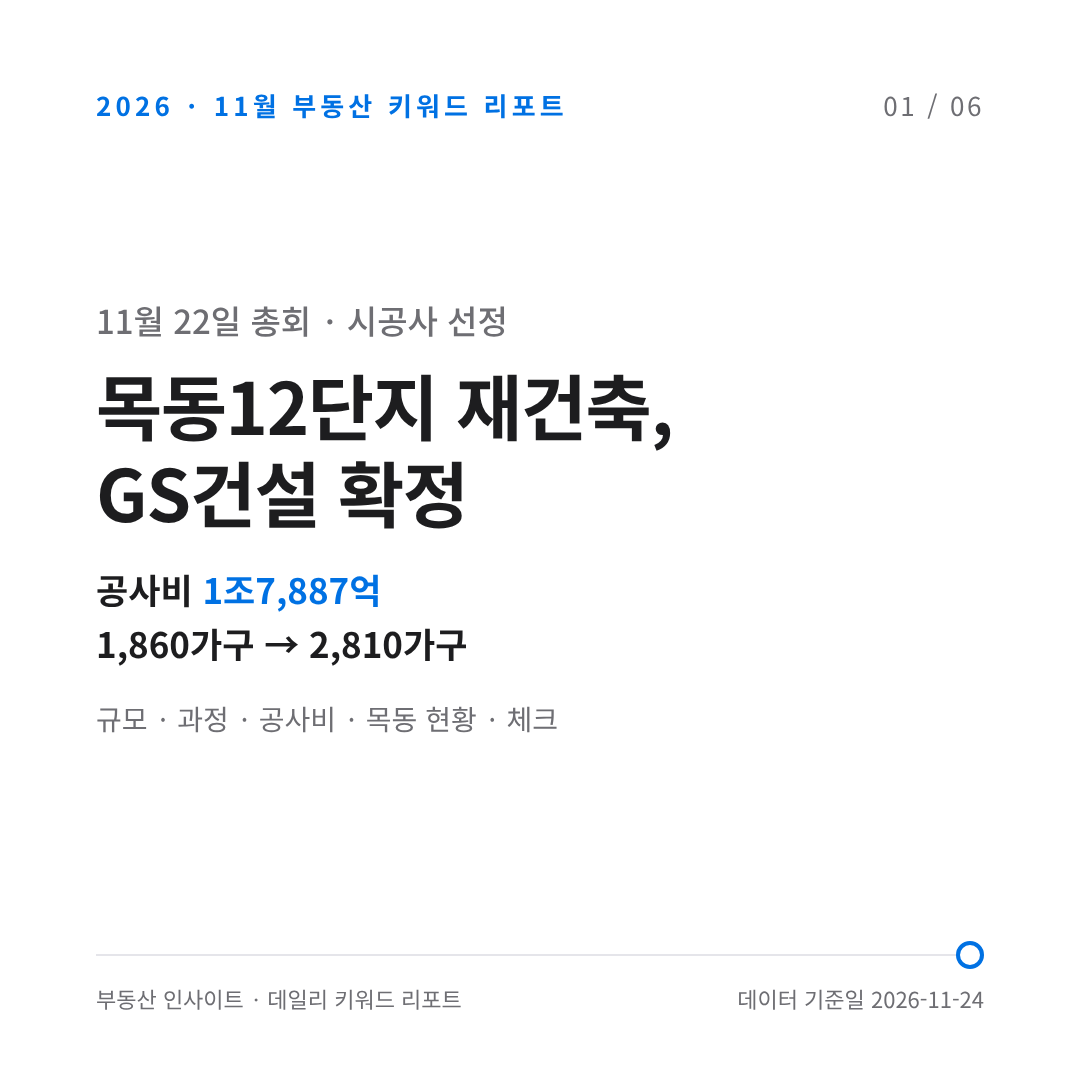 2026 · 11월 부동산 키워드 리포트
01 / 06
11월 22일 총회 · 시공사 선정
목동12단지 재건축,
GS건설 확정
공사비 1조7,887억
1,860가구 → 2,810가구
규모 · 과정 · 공사비 · 목동 현황 · 체크
부동산 인사이트 · 데일리 키워드 리포트
데이터 기준일 2026-11-24